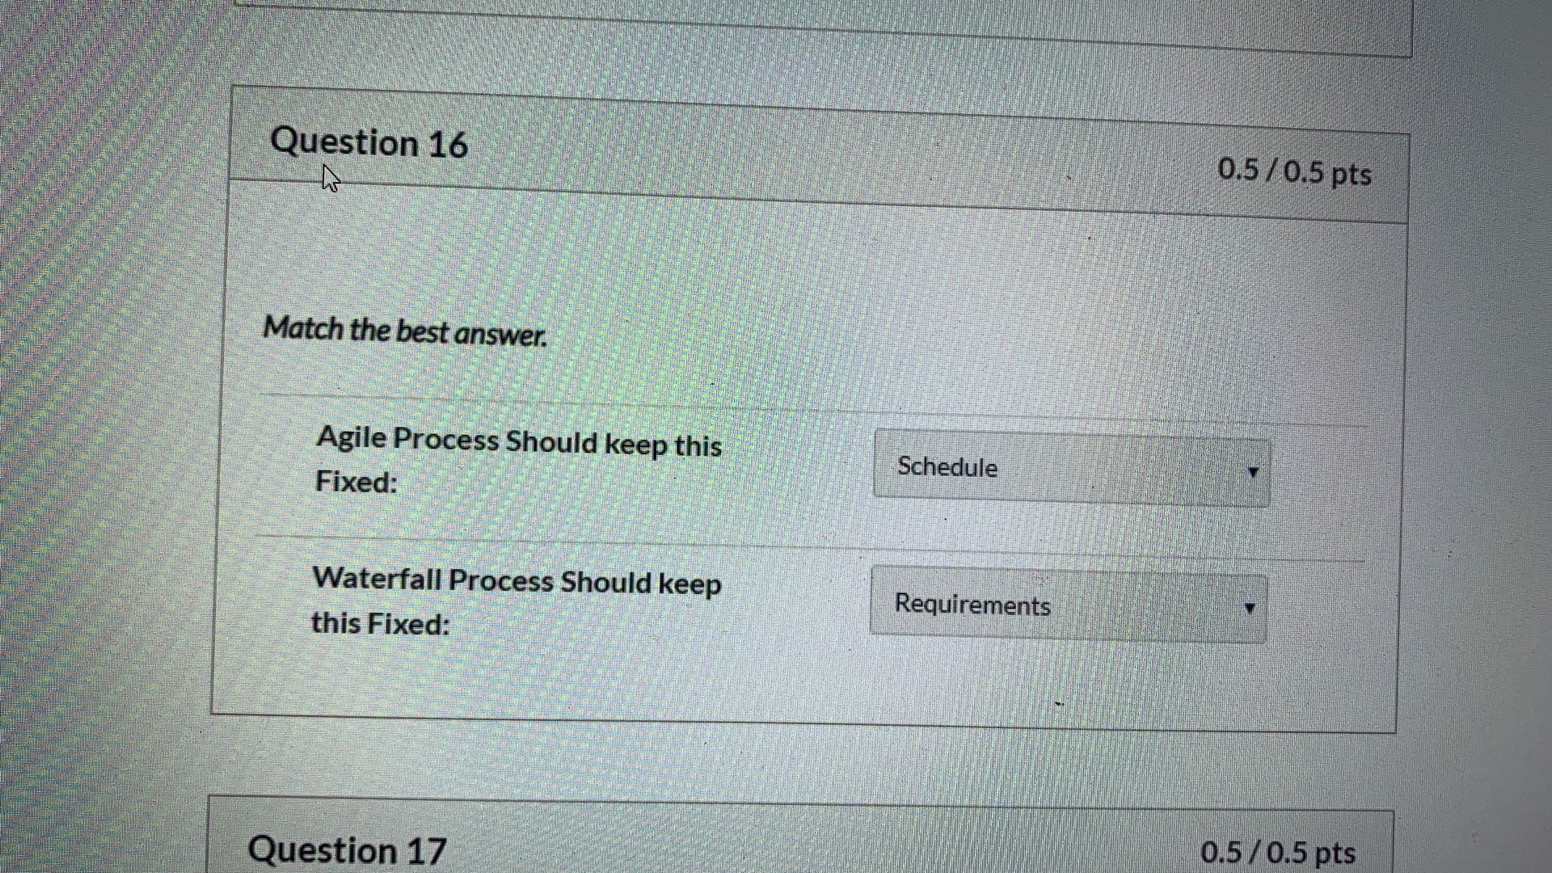 Question 16
0.5 / 0.5 pts
Match the best answer.
Agile Process Should keep this
Fixed:
Schedule
Waterfall Process Should keep
this Fixed:
Requirements
Question 17
0.5 / 0.5 pts